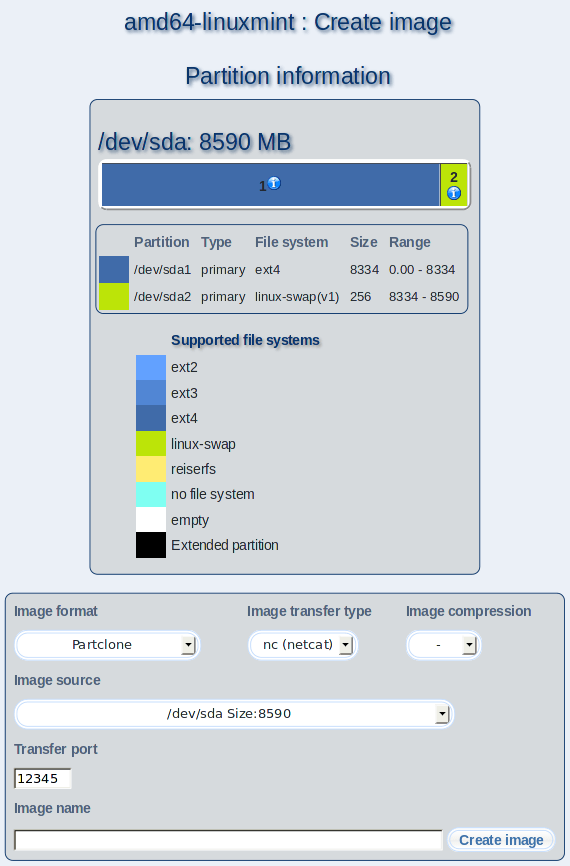 amd64-linuxmint : Create image
Partition information
/dev/sda: 8590 MB
1 2
Partition Type File system Size Range
/dev/sda1 primary ext4 8334 0.00 - 8334
/dev/sda2 primary linux-swap(v1) 256 8334 - 8590
Supported file systems
ext2
ext3
ext4
linux-swap
reiserfs
no file system
empty
Extended partition
Image format Image transfer type Image compression
Partclone nc (netcat) -
Image source
/dev/sda Size:8590
Transfer port
12345
Image name
Create image